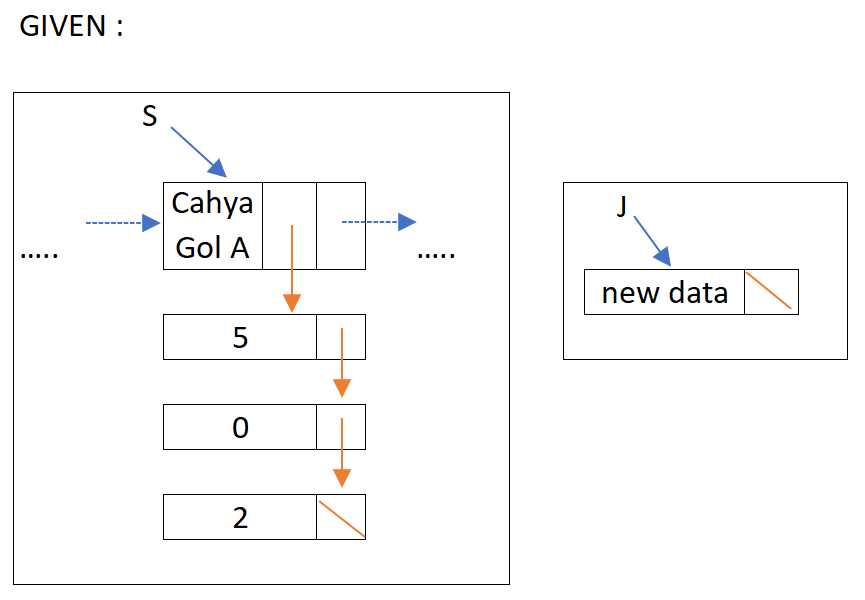 GIVEN :
S
Cahya
Gol A
.....
.....
5
0
2
J
new data